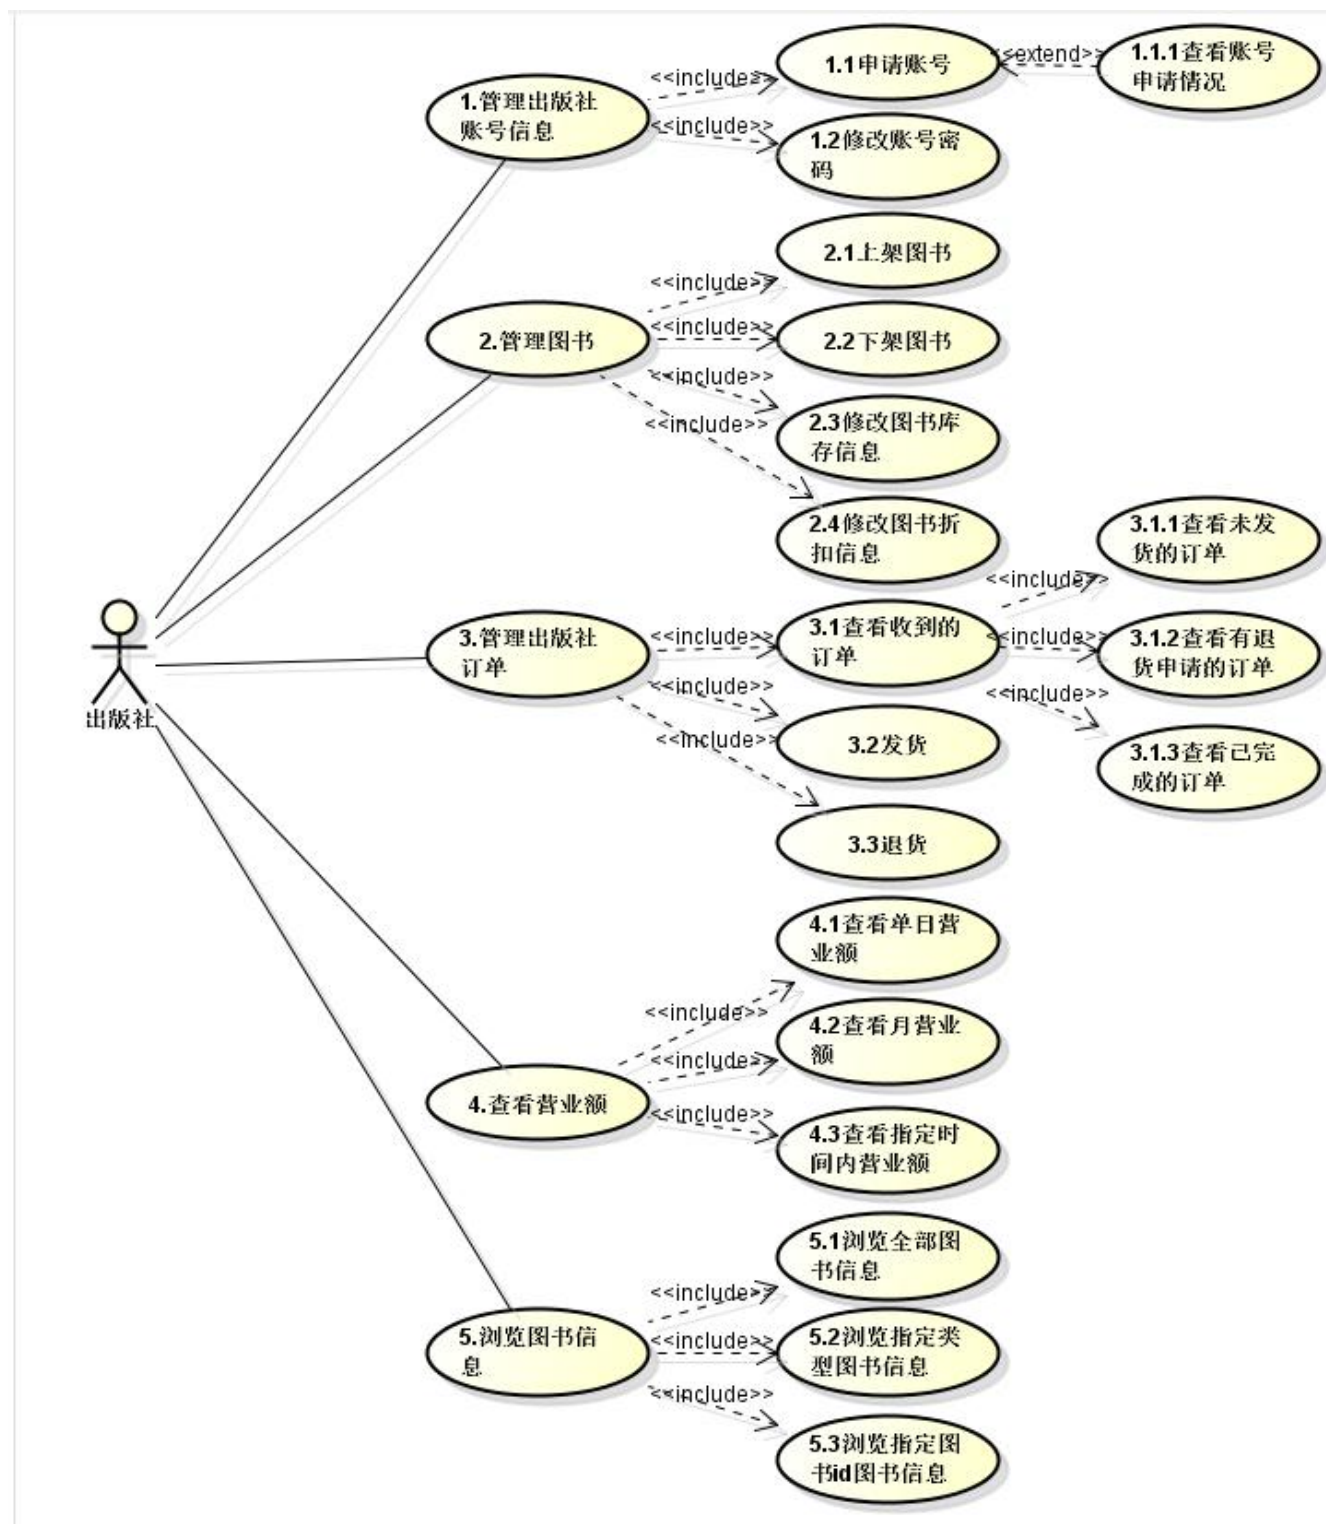 <<include>>
1.1申请账号
<<extend>>
1.1.1查看账号
申请情况
1.管理出版社
账号信息
<<include>>
1.2修改账号密
码
2.1上架图书
<<include>>
2.管理图书
<<include>>
2.2下架图书
<<include>>
2.3修改图书库
存信息
<<include>>
2.4修改图书折
扣信息
3.1.1查看未发
货的订单
<<include>>
3.管理出版社
订单
<<include>>
3.1查看收到的
订单
<<include>>
3.1.2查看有退
货申请的订单
<<include>>
<<include>>
3.1.3查看已完
成的订单
出版社
<<include>>
3.2发货
3.3退货
4.1查看单日营
业额
<<include>>
4.2查看月营业
额
<<include>>
4.查看营业额
<<include>>
4.3查看指定时
间内营业额
5.1浏览全部图
书信息
<<include>>
5.浏览图书信
息
<<include>>
5.2浏览指定类
型图书信息
<<include>>
5.3浏览指定图
书id图书信息